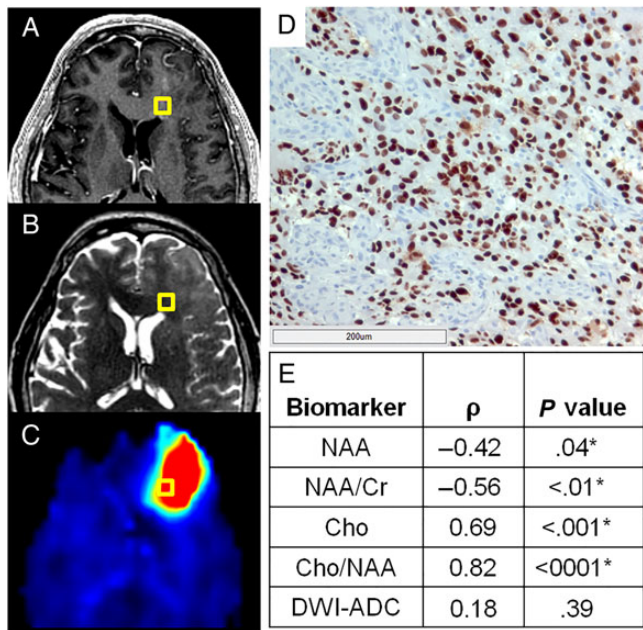 A
B
C
D
200um
E
Biomarker ρ P value
NAA –0.42 .04*
NAA/Cr –0.56 <.01*
Cho 0.69 <.001*
Cho/NAA 0.82 <0001*
DWI-ADC 0.18 .39